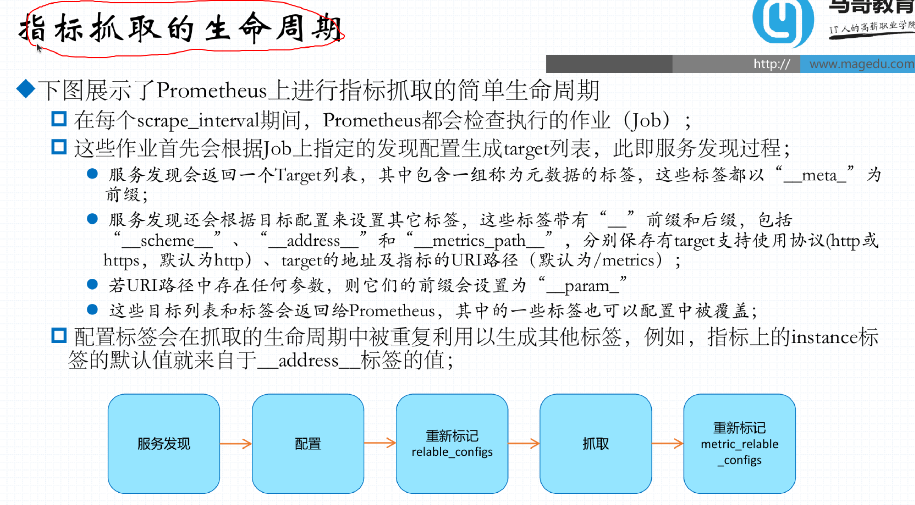 指标抓取的生命周期
马哥教育
IT人的高薪职业学院
http:// www.magedu.com
下图展示了Prometheus上进行指标抓取的简单生命周期
在每个scrape_interval期间，Prometheus都会检查执行的作业（Job）；
这些作业首先会根据Job上指定的发现配置生成target列表，此即服务发现过程；
服务发现会返回一个Target列表，其中包含一组称为元数据的标签，这些标签都以“__meta_”为
前缀；
服务发现还会根据目标配置来设置其它标签，这些标签带有“__”前缀和后缀，包括
“__scheme__”、“__address__”和“__metrics_path__”，分别保存有target支持使用协议(http或
https，默认为http）、target的地址及指标的URI路径（默认为/metrics）；
若URI路径中存在任何参数，则它们的前缀会设置为“__param_”
这些目标列表和标签会返回给Prometheus，其中的一些标签也可以配置中被覆盖；
配置标签会在抓取的生命周期中被重复利用以生成其他标签，例如，指标上的instance标
签的默认值就来自于__address__标签的值；
服务发现
配置
重新标记
relable_configs
抓取
重新标记
metric_relable
_configs